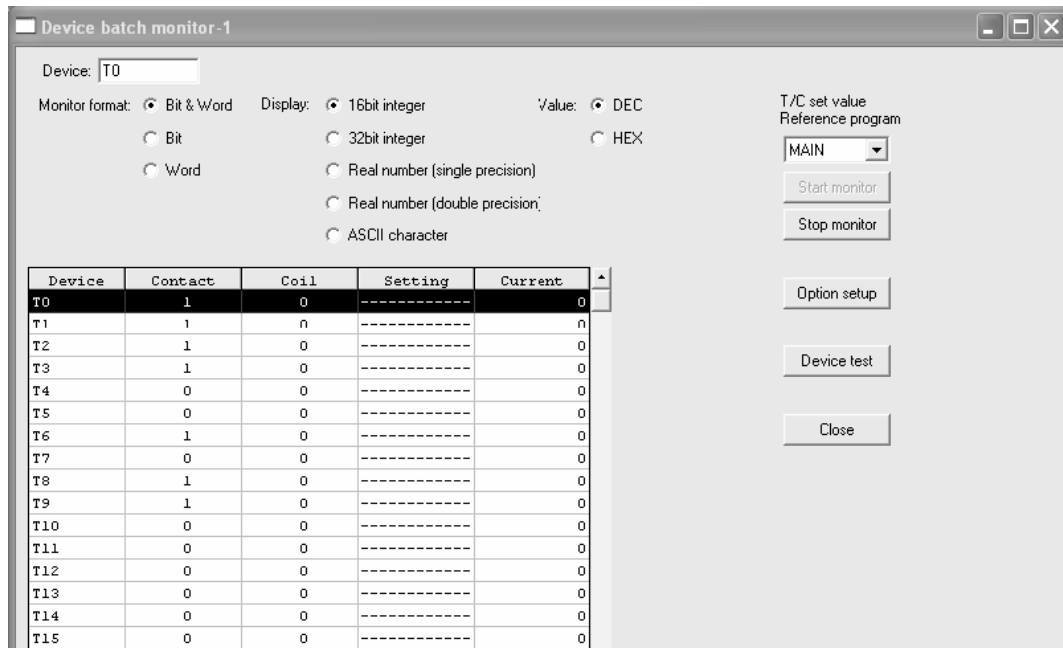 Device batch monitor-1
Device: T0
Monitor format: Bit & Word Display: 16bit integer Value: DEC
Bit 32bit integer HEX
Word Real number (single precision)
Real number (double precision)
ASCII character
T/C set value
Reference program
MAIN
Start monitor
Stop monitor
Option setup
Device test
Close
Device Contact Coil Setting Current
T0 1 0 ------------ 0
T1 1 0 ------------ 0
T2 1 0 ------------ 0
T3 1 0 ------------ 0
T4 0 0 ------------ 0
T5 0 0 ------------ 0
T6 1 0 ------------ 0
T7 0 0 ------------ 0
T8 1 0 ------------ 0
T9 1 0 ------------ 0
T10 0 0 ------------ 0
T11 0 0 ------------ 0
T12 0 0 ------------ 0
T13 0 0 ------------ 0
T14 0 0 ------------ 0
T15 0 0 ------------ 0